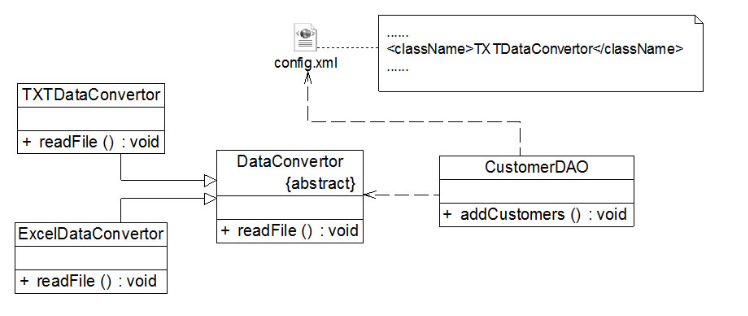 ......
<className>TXTDataConvertor</className>
......
config.xml
TXTDataConvertor
+ readFile () : void
DataConvertor
{abstract}
+ readFile () : void
CustomerDAO
+ addCustomers () : void
ExcelDataConvertor
+ readFile () : void